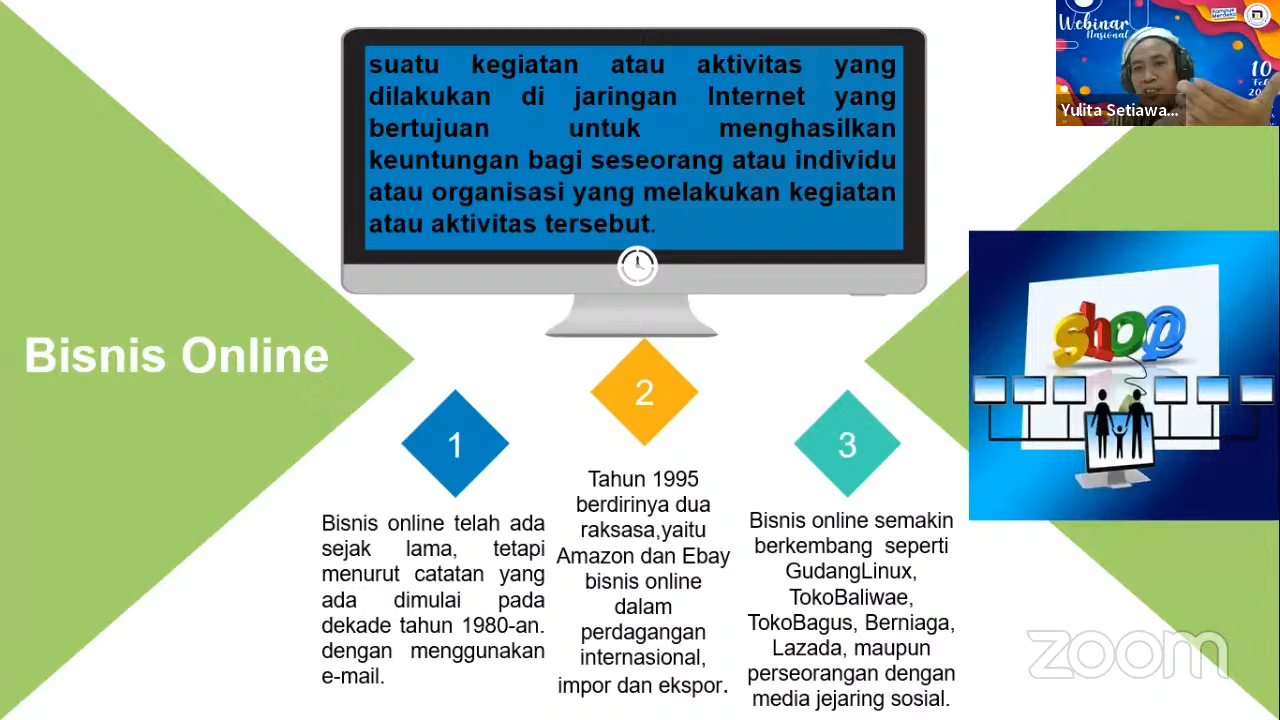 suatu kegiatan atau aktivitas yang
dilakukan di jaringan Internet yang
bertujuan untuk menghasilkan
keuntungan bagi seseorang atau individu
atau organisasi yang melakukan kegiatan
atau aktivitas tersebut.
Webinar
Nasional
Kampus
Merdeka
10
Yulita Setiawa...
Bisnis Online
shop
1
Bisnis online telah ada
sejak lama, tetapi
menurut catatan yang
ada dimulai pada
dekade tahun 1980-an.
dengan menggunakan
e-mail.
2
Tahun 1995
berdirinya dua
raksasa,yaitu
Amazon dan Ebay
bisnis online
dalam
perdagangan
internasional,
impor dan ekspor.
3
Bisnis online semakin
berkembang seperti
GudangLinux,
TokoBaliwae,
TokoBagus, Berniaga,
Lazada, maupun
perseorangan dengan
media jejaring sosial.
zoom